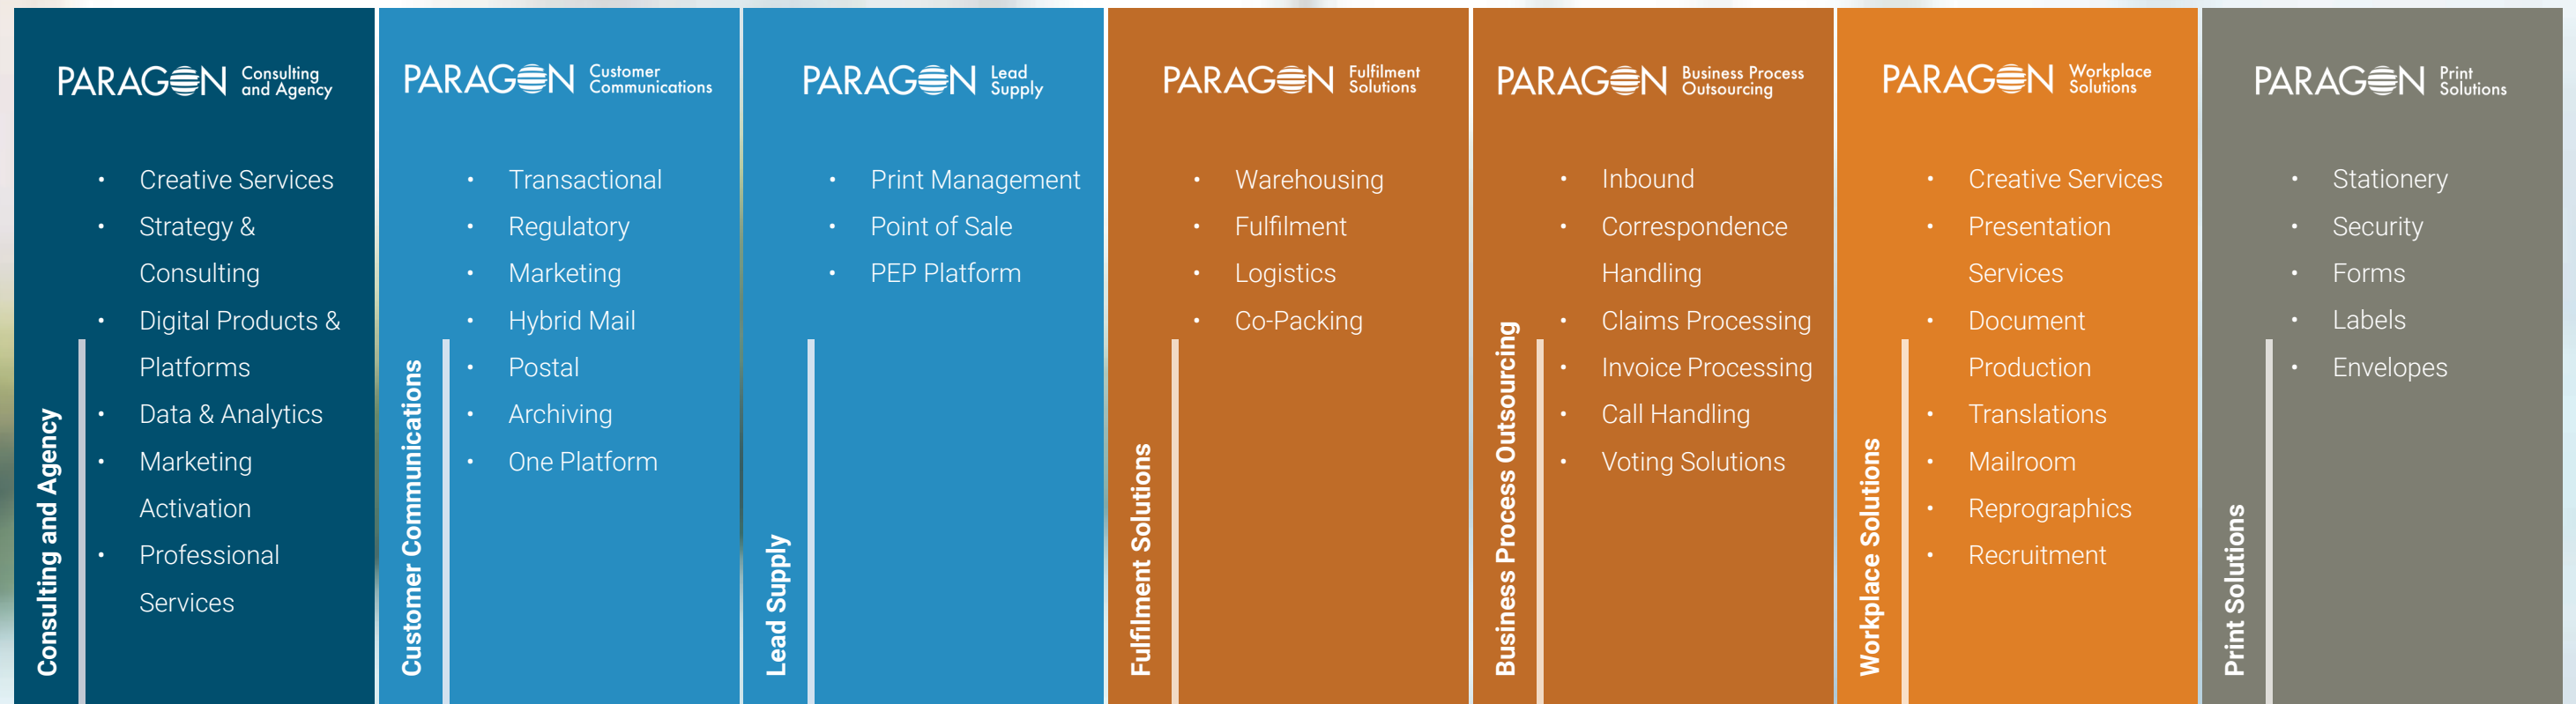 PARAGON Consulting
and Agency
Creative Services
Strategy &
Consulting
Digital Products &
Platforms
Data & Analytics
Marketing
Activation
Professional
Services
Consulting and Agency
PARAGON Customer
Communications
Transactional
Regulatory
Marketing
Hybrid Mail
Postal
Archiving
One Platform
Customer Communications
PARAGON Lead
Supply
Print Management
Point of Sale
PEP Platform
Lead Supply
PARAGON Fulfilment
Solutions
Warehousing
Fulfilment
Logistics
Co-Packing
Fulfilment Solutions
PARAGON Business Process
Outsourcing
Inbound
Correspondence
Handling
Claims Processing
Invoice Processing
Call Handling
Voting Solutions
Business Process Outsourcing
PARAGON Workplace
Solutions
Creative Services
Presentation
Services
Document
Production
Translations
Mailroom
Reprographics
Recruitment
Workplace Solutions
PARAGON Print
Solutions
Stationery
Security
Forms
Labels
Envelopes
Print Solutions